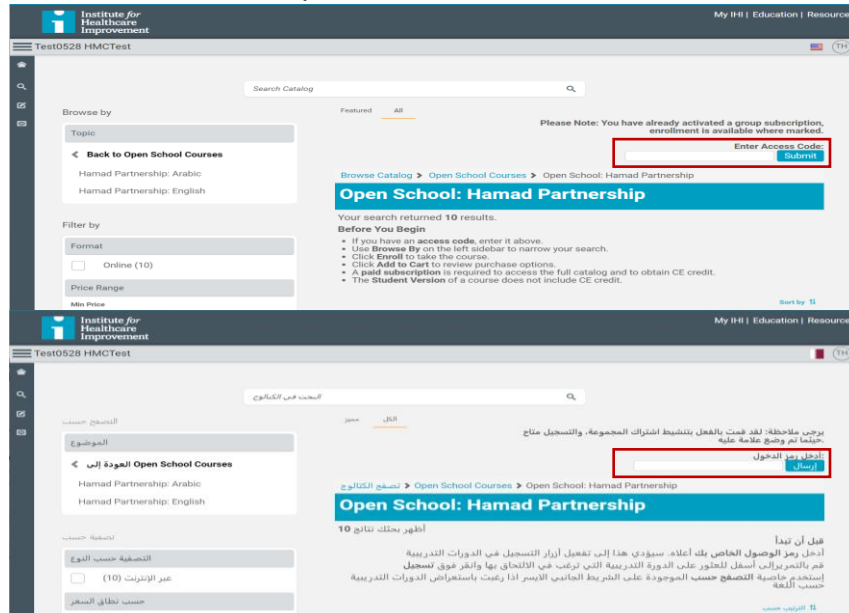 Institute for
Healthcare
Improvement
My IHI | Education | Resource
Test0528 HMCTest
TH
Search Catalog
Browse by
Topic
Back to Open School Courses
Hamad Partnership: Arabic
Hamad Partnership: English
Filter by
Format
Online (10)
Price Range
Min Price
Featured All
Please Note: You have already activated a group subscription,
enrollment is available where marked.
Enter Access Code:
Submit
Browse Catalog > Open School Courses > Open School: Hamad Partnership
Open School: Hamad Partnership
Your search returned 10 results.
Before You Begin
• If you have an access code, enter it above.
• Use Browse By on the left sidebar to narrow your search.
• Click Enroll to take the course.
• Click Add to Cart to review purchase options.
• A paid subscription is required to access the full catalog and to obtain CE credit.
• The Student Version of a course does not include CE credit.
Sort by
Institute for
Healthcare
Improvement
My IHI | Education | Resource
Test0528 HMCTest
TH
البحث في الكتالوج
التصفح حسب
الموضوع
العودة إلى Open School Courses
Hamad Partnership: Arabic
Hamad Partnership: English
تصفية حسب
التصفية حسب النوع
عبر الإنترنت (10)
حسب نطاق السعر
الكل مميز
يرجى ملاحظة: لقد قمت بالفعل بتنشيط اشتراك المجموعة، والتسجيل متاح
حيثما تم وضع علامة عليه.
أدخل رمز الدخول:
إرسال
تصفح الكتالوج > Open School Courses > Open School: Hamad Partnership
Open School: Hamad Partnership
أظهر بحثك نتائج 10
قبل أن تبدأ
أدخل رمز الوصول الخاص بك أعلاه. سيؤدي هذا إلى تفعيل أزرار التسجيل في الدورات التدريبية
قم بالتمرير إلى أسفل للعثور على الدورة التدريبية التي ترغب في الالتحاق بها وانقر فوق تسجيل
إستخدم خاصية التصفح حسب الموجودة على الشريط الجانبي الايسر اذا رغبت باستعراض الدورات التدريبية
حسب اللغة
الترتيب حسب